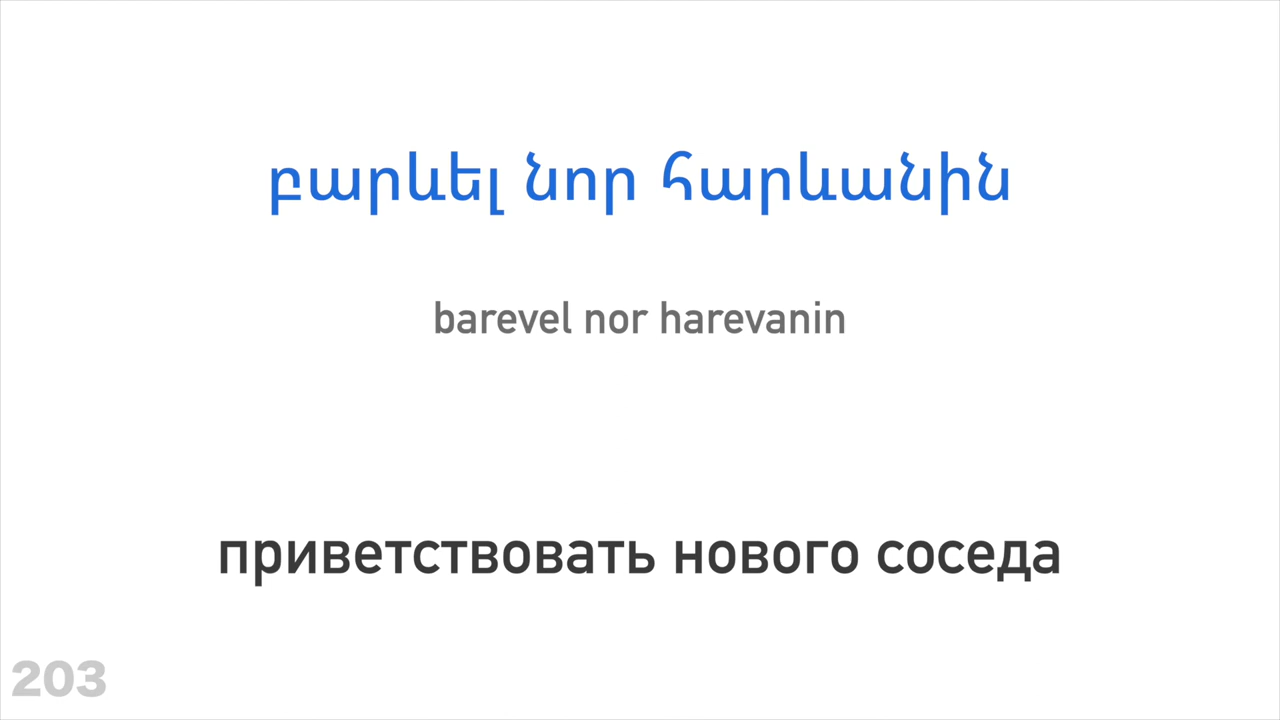 բարևել նոր հարևանին
barevel nor harevanin
приветствовать нового соседа
203